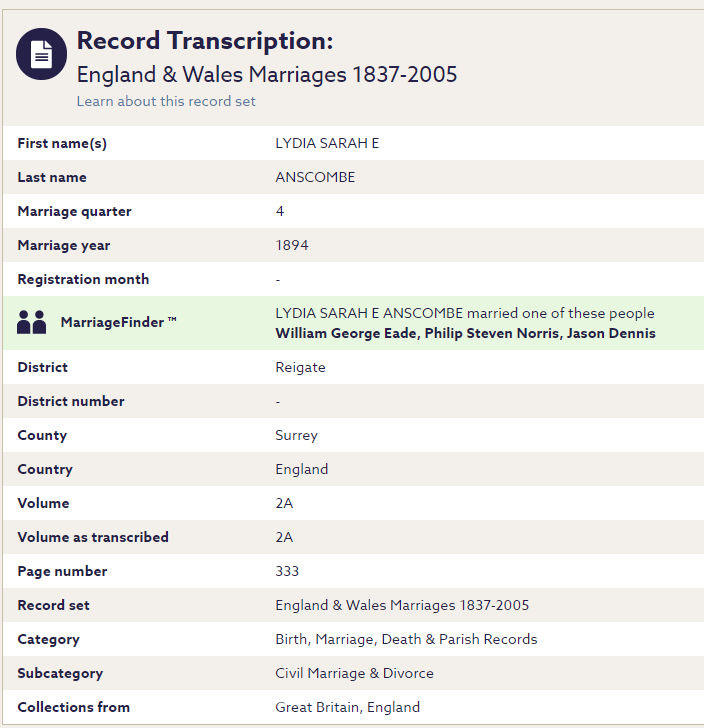 Record Transcription:
England & Wales Marriages 1837-2005
Learn about this record set
First name(s) LYDIA SARAH E
Last name ANSCOMBE
Marriage quarter 4
Marriage year 1894
Registration month -
MarriageFinder ™ LYDIA SARAH E ANSCOMBE married one of these people
William George Eade, Philip Steven Norris, Jason Dennis
District Reigate
District number -
County Surrey
Country England
Volume 2A
Volume as transcribed 2A
Page number 333
Record set England & Wales Marriages 1837-2005
Category Birth, Marriage, Death & Parish Records
Subcategory Civil Marriage & Divorce
Collections from Great Britain, England